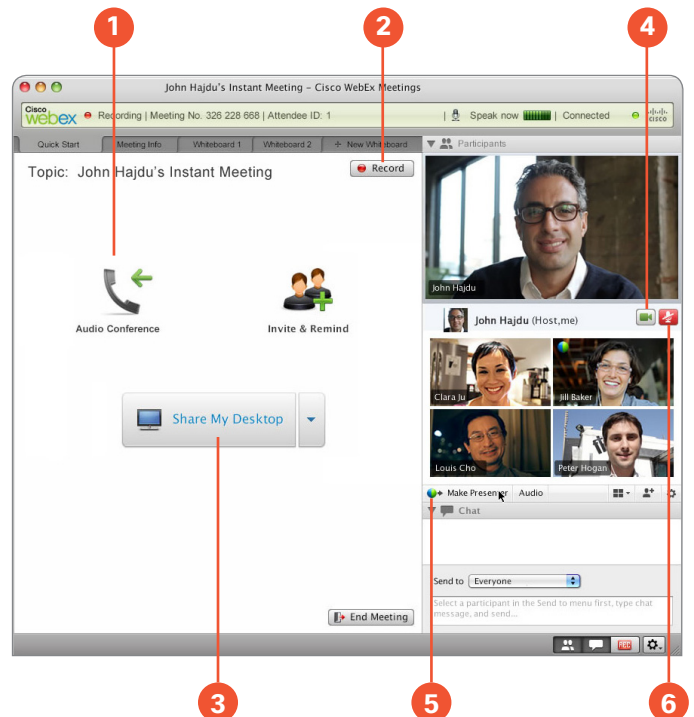 1
2
4
John Hajdu's Instant Meeting – Cisco WebEx Meetings
Cisco
webex
Recording | Meeting No. 326 228 668 | Attendee ID: 1
| Speak now
| Connected
CISCO
Quick Start
Meeting Info
Whiteboard 1
Whiteboard 2
+ New Whiteboard
Participants
Topic: John Hajdu's Instant Meeting
Record
John Hajdu
John Hajdu (Host,me)
Audio Conference
Invite & Remind
Clara Ju
Jill Baker
Share My Desktop
Louis Cho
Peter Hogan
Make Presenter
Audio
Chat
Send to
Everyone
Select a participant in the Send to menu first, type chat
message, and send...
End Meeting
REC
3
5
6